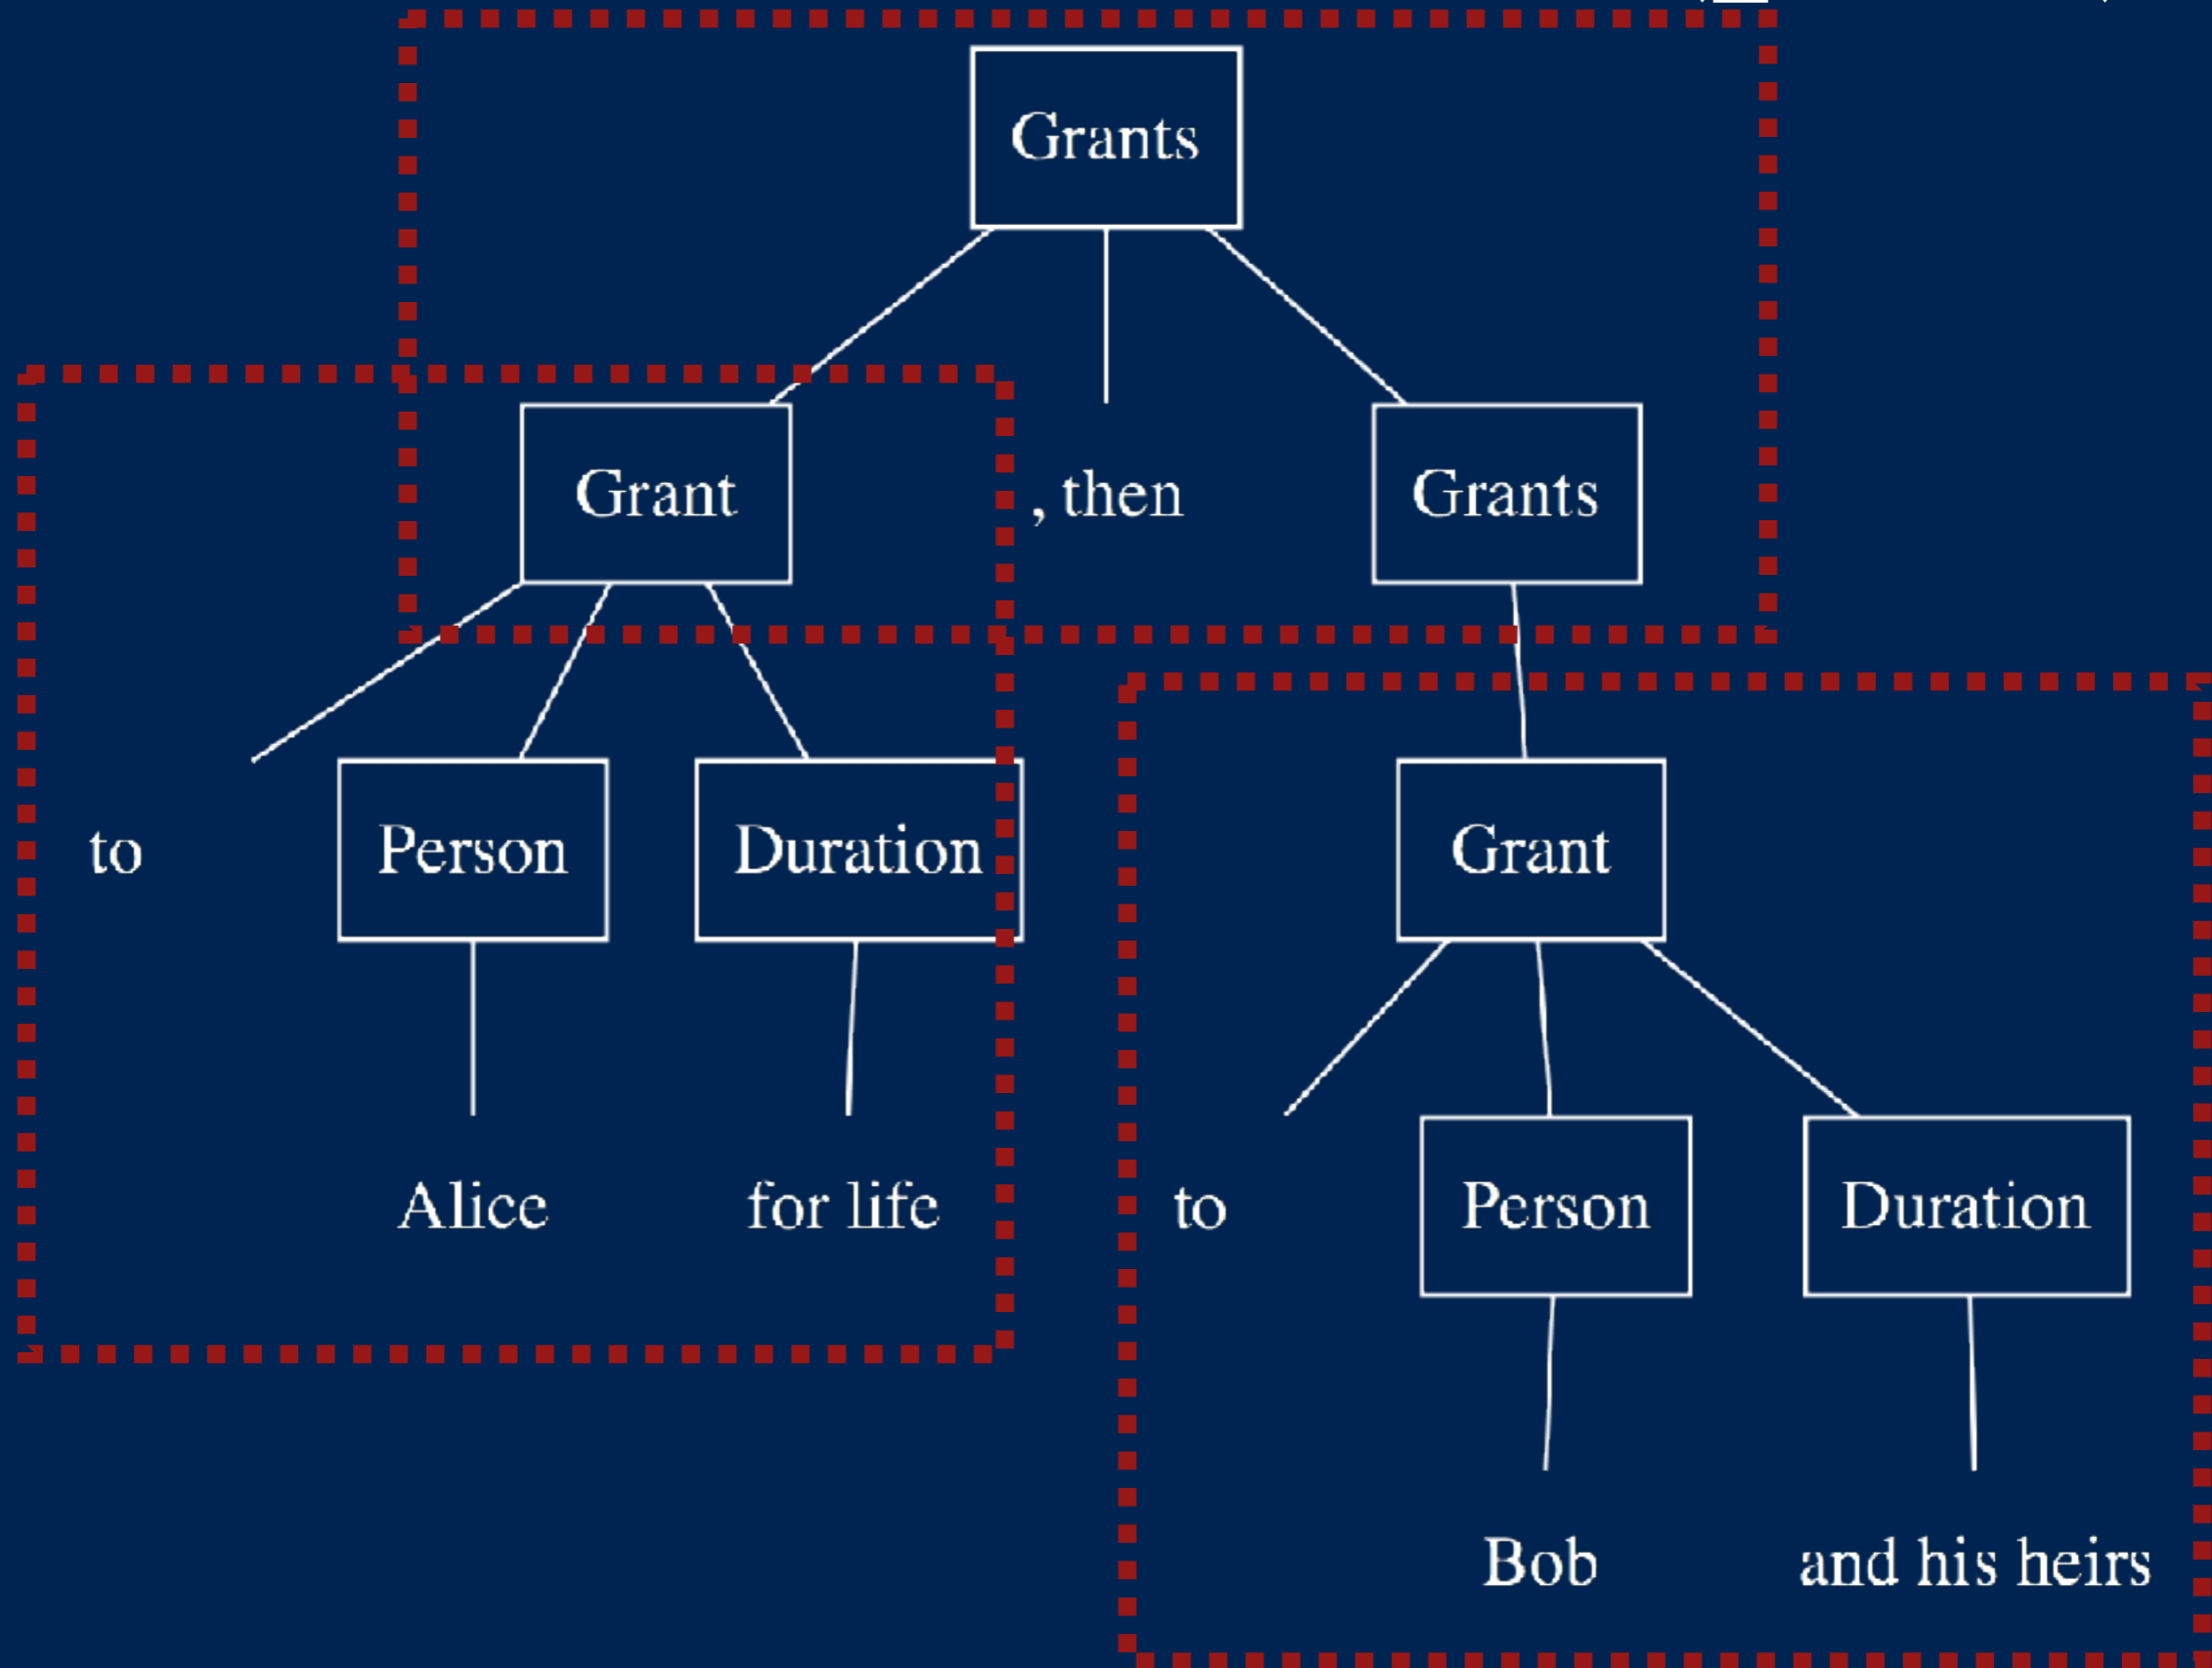 Grants
Grant , then Grants
to Person Duration Grant
Alice for life to Person Duration
Bob and his heirs